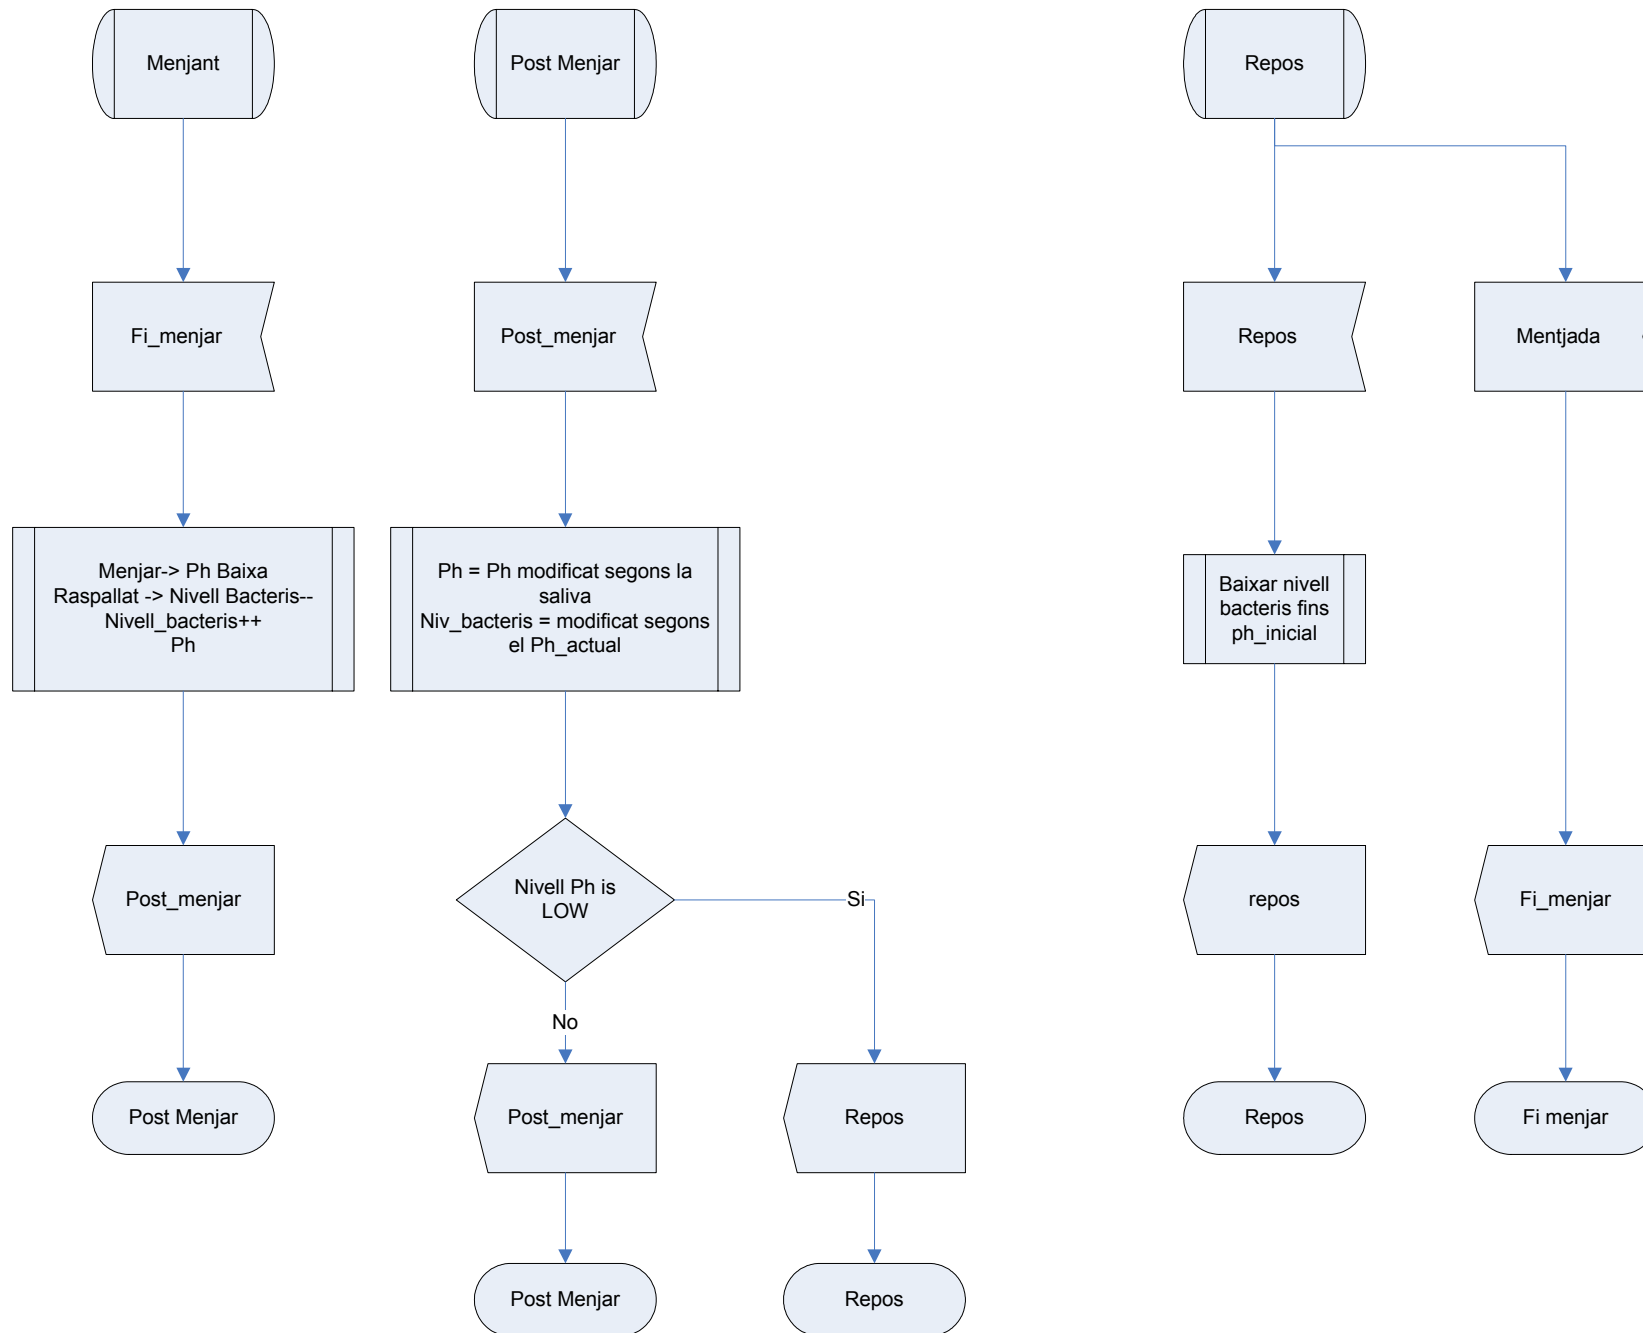 Menjant
Post Menjar
Repos
Fi_menjar
Post_menjar
Repos
Mentjada
Menjar-> Ph Baixa
Raspallat -> Nivell Bacteris--
Nivell_bacteris++
Ph
Ph = Ph modificat segons la
saliva
Niv_bacteris = modificat segons
el Ph_actual
Baixar nivell
bacteris fins
ph_inicial
Post_menjar
Nivell Ph is
LOW
Si
repos
Fi_menjar
No
Post Menjar
Post_menjar
Repos
Repos
Fi menjar
Post Menjar
Repos